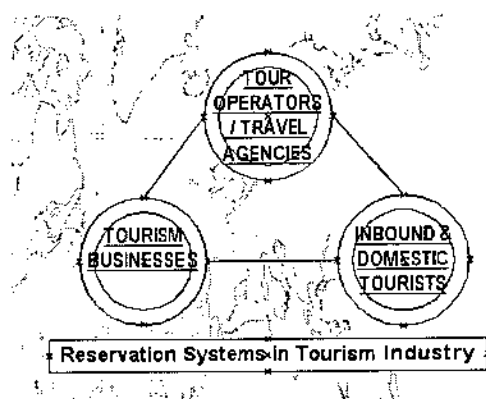 TOUR
OPERATORS
/ TRAVEL
AGENCIES
TOURISM
BUSINESSES
INBOUND &
DOMESTIC
TOURISTS
Reservation Systems in Tourism Industry